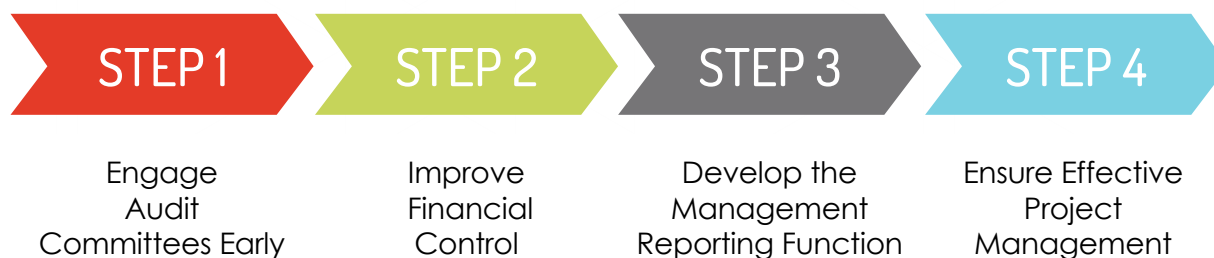 STEP 1
STEP 2
STEP 3
STEP 4
Engage
Audit
Committees Early
Improve
Financial
Control
Develop the
Management
Reporting Function
Ensure Effective
Project
Management